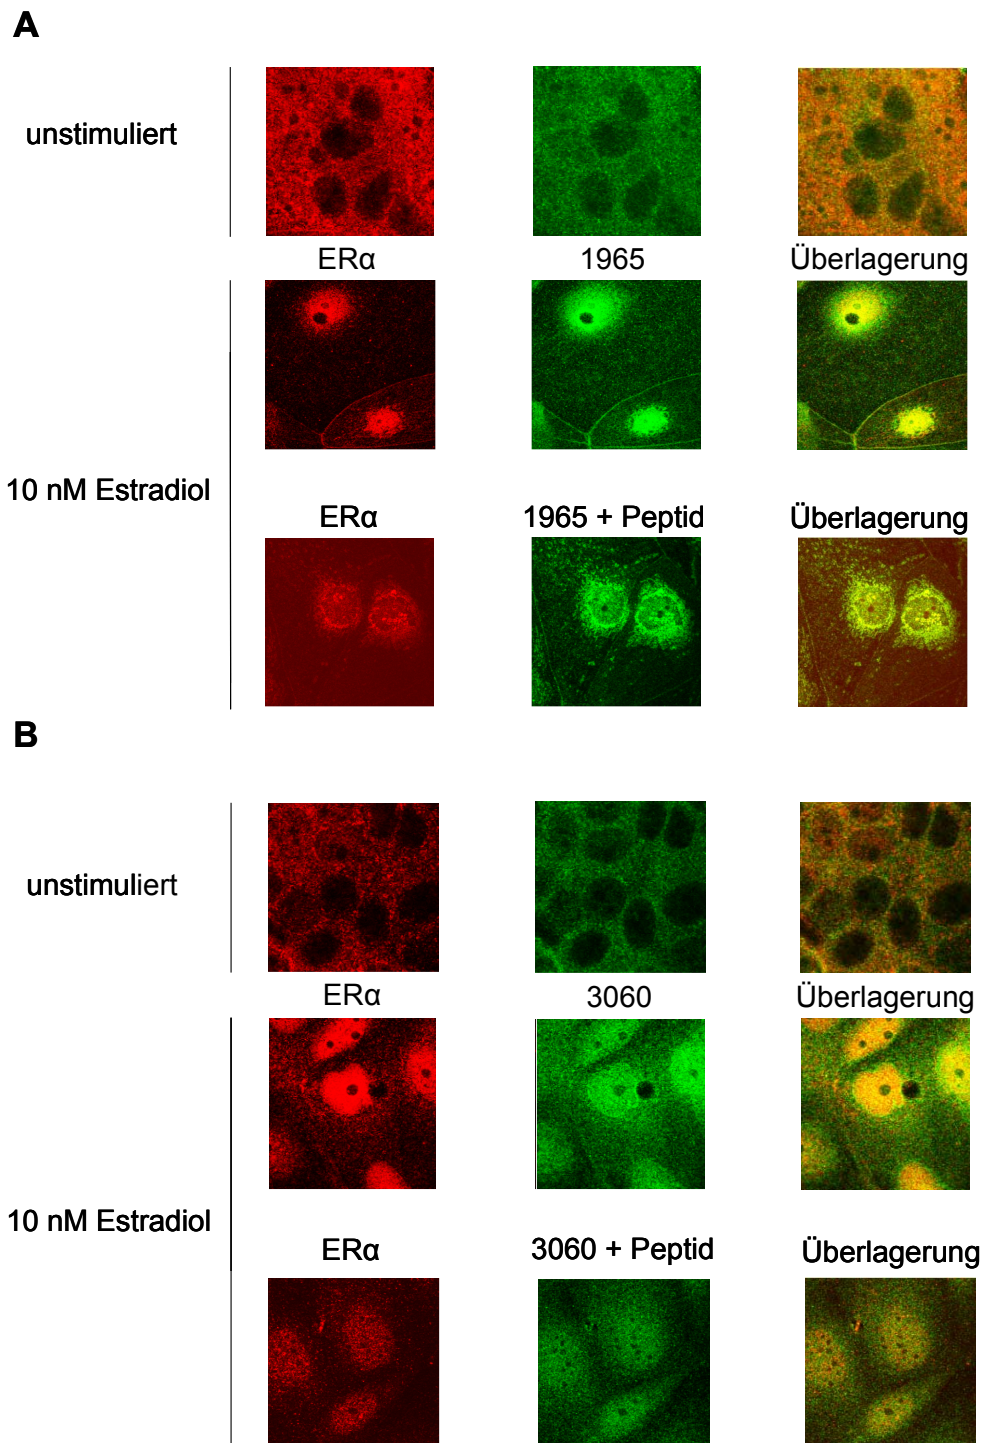 A
unstimuliert
ERα 1965 Überlagerung
10 nM Estradiol
ERα 1965 + Peptid Überlagerung
B
unstimuliert
ERα 3060 Überlagerung
10 nM Estradiol
ERα 3060 + Peptid Überlagerung